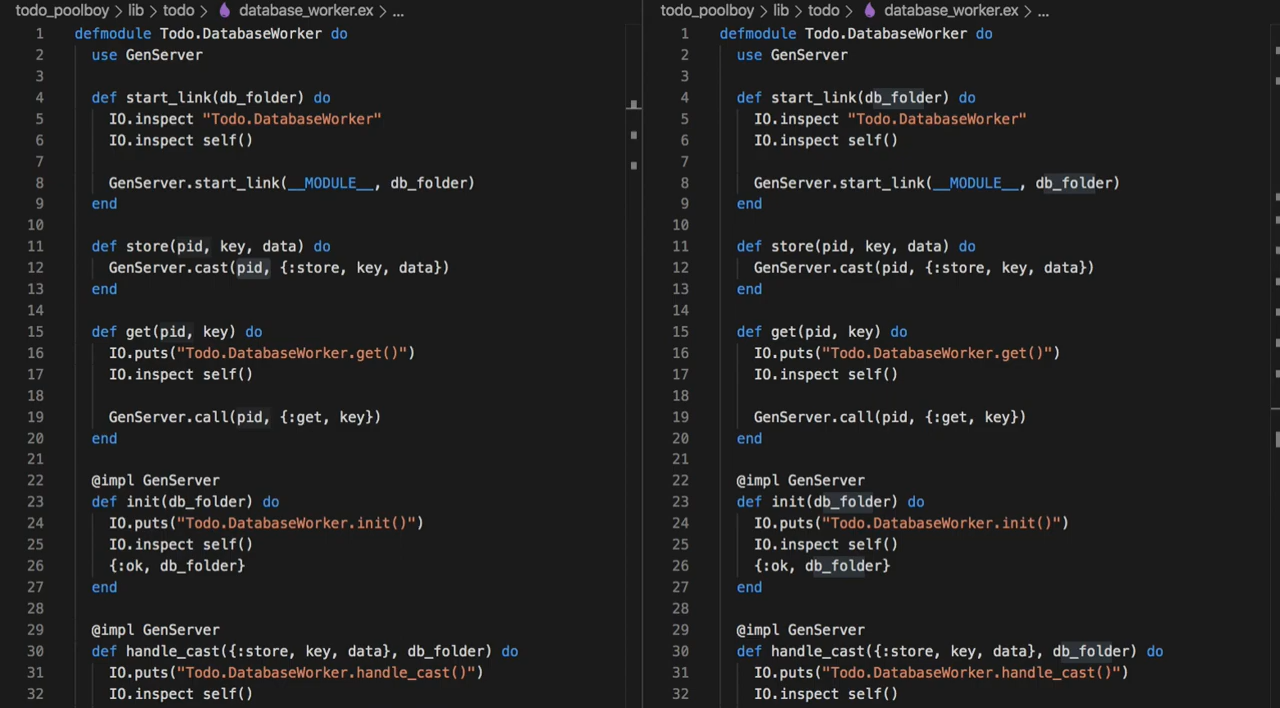 todo_poolboy > lib > todo > database_worker.ex > ...
1 defmodule Todo.DatabaseWorker do
2 use GenServer
3
4 def start_link(db_folder) do
5 IO.inspect "Todo.DatabaseWorker"
6 IO.inspect self()
7
8 GenServer.start_link(__MODULE__, db_folder)
9 end
10
11 def store(pid, key, data) do
12 GenServer.cast(pid, {:store, key, data})
13 end
14
15 def get(pid, key) do
16 IO.puts("Todo.DatabaseWorker.get()")
17 IO.inspect self()
18
19 GenServer.call(pid, {:get, key})
20 end
21
22 @impl GenServer
23 def init(db_folder) do
24 IO.puts("Todo.DatabaseWorker.init()")
25 IO.inspect self()
26 {:ok, db_folder}
27 end
28
29 @impl GenServer
30 def handle_cast({:store, key, data}, db_folder) do
31 IO.puts("Todo.DatabaseWorker.handle_cast()")
32 IO.inspect self()
todo_poolboy > lib > todo > database_worker.ex > ...
1 defmodule Todo.DatabaseWorker do
2 use GenServer
3
4 def start_link(db_folder) do
5 IO.inspect "Todo.DatabaseWorker"
6 IO.inspect self()
7
8 GenServer.start_link(__MODULE__, db_folder)
9 end
10
11 def store(pid, key, data) do
12 GenServer.cast(pid, {:store, key, data})
13 end
14
15 def get(pid, key) do
16 IO.puts("Todo.DatabaseWorker.get()")
17 IO.inspect self()
18
19 GenServer.call(pid, {:get, key})
20 end
21
22 @impl GenServer
23 def init(db_folder) do
24 IO.puts("Todo.DatabaseWorker.init()")
25 IO.inspect self()
26 {:ok, db_folder}
27 end
28
29 @impl GenServer
30 def handle_cast({:store, key, data}, db_folder) do
31 IO.puts("Todo.DatabaseWorker.handle_cast()")
32 IO.inspect self()